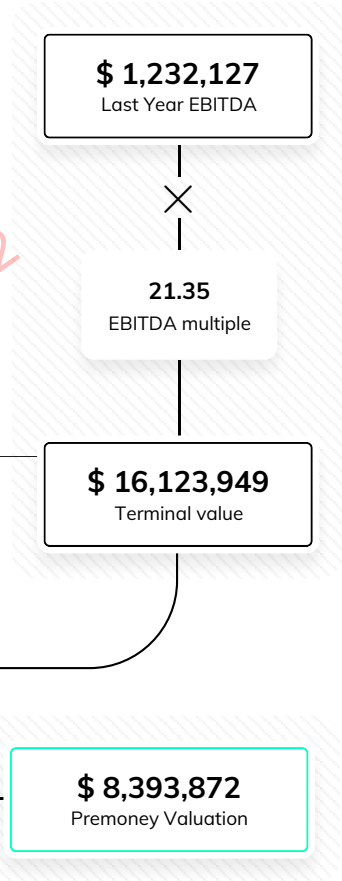 $ 1,232,127
Last Year EBITDA
21.35
EBITDA multiple
$ 16,123,949
Terminal value
$ 8,393,872
Premoney Valuation